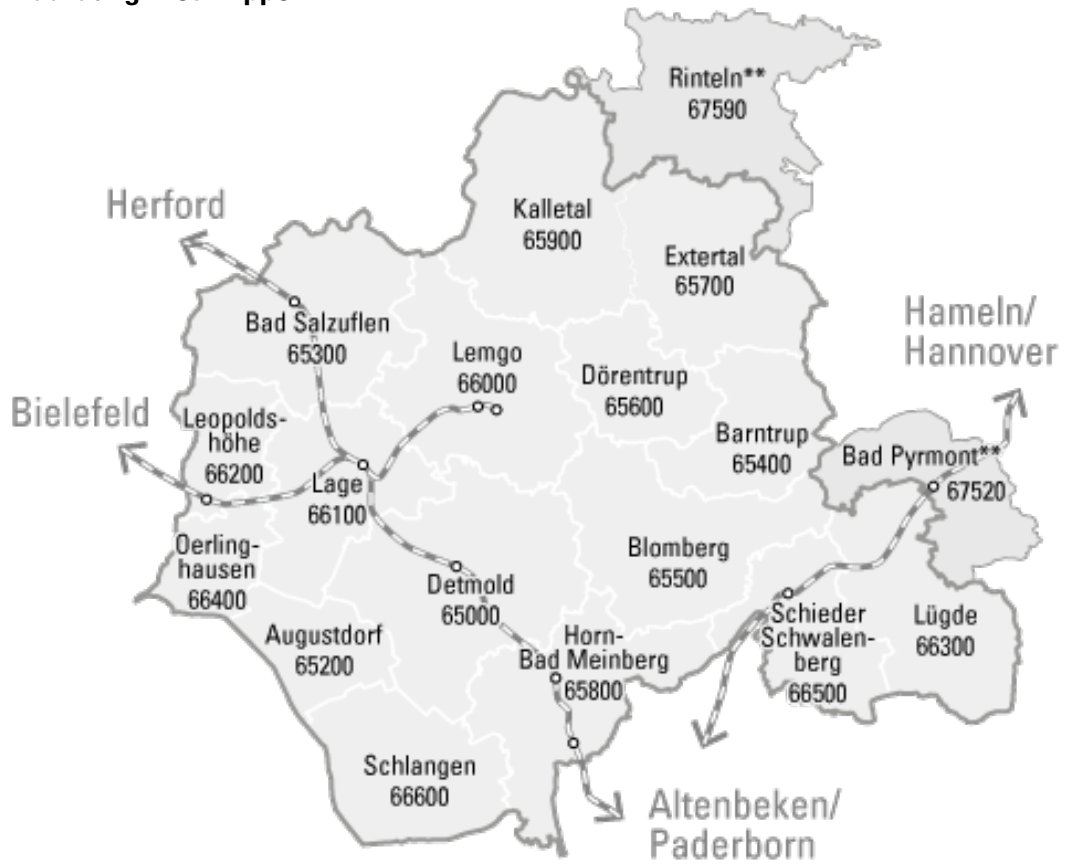 Rinteln**
67590
Herford
Kalletal
65900
Extertal
65700
Hameln/
Hannover
Bad Salzuflen
65300
Lemgo
66000
Dörentrup
65600
Bielefeld
Leopolds-
höhe
66200
Barntrup
65400
Bad Pyrmont**
67520
Lage
66100
Oerling-
hausen
66400
Blomberg
65500
Detmold
65000
Schieder
Schwalen-
berg
66500
Lügde
66300
Augustdorf
65200
Horn-
Bad Meinberg
65800
Schlangen
66600
Altenbeken/
Paderborn